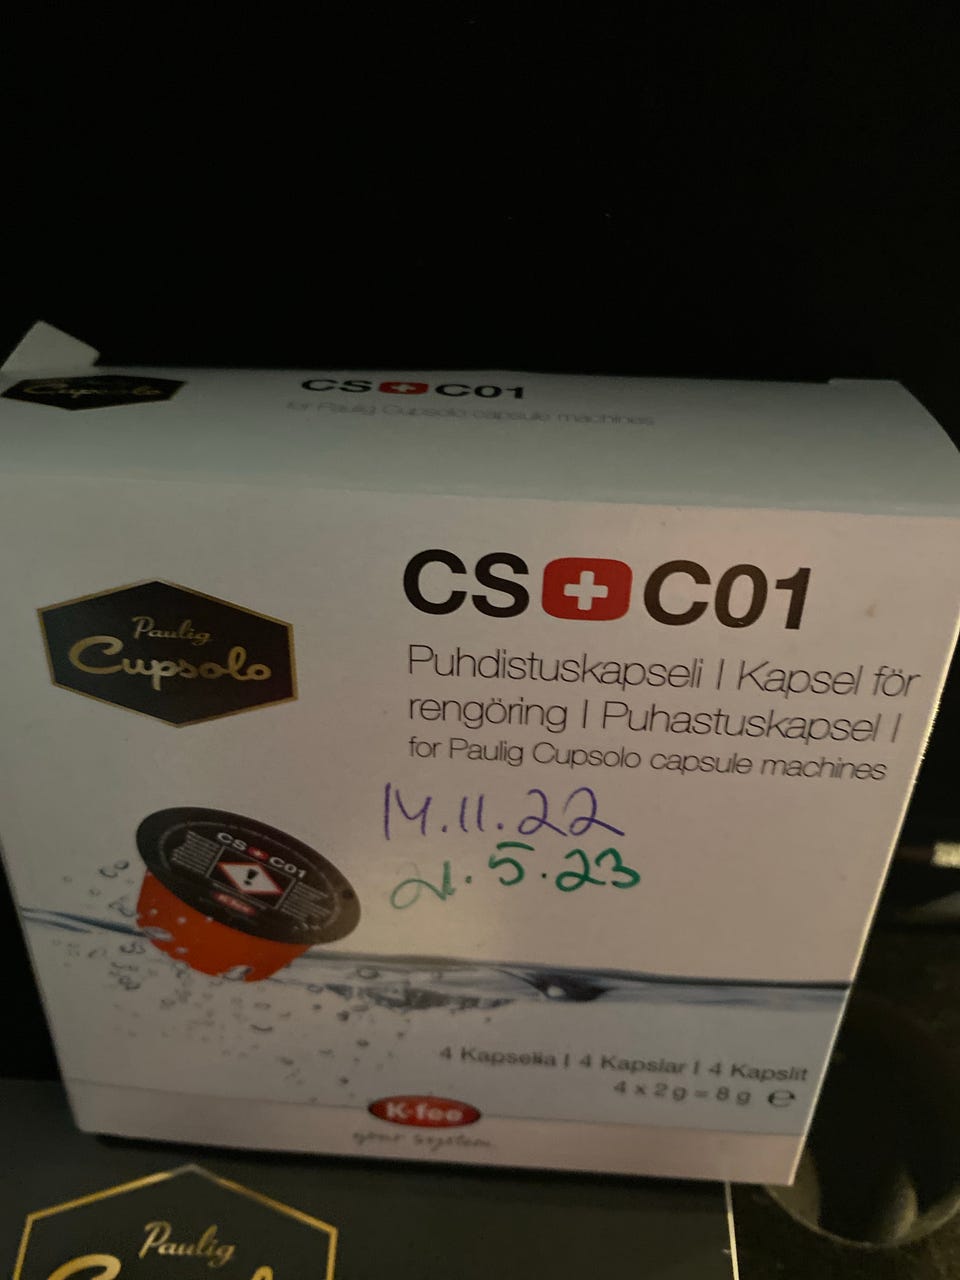 Cupsolo
CS C01
for Paulig Cupsolo capsule machines
CS C01
Paulig
Cupsolo
Puhdistuskapseli | Kapsel för
rengöring | Puhastuskapsel |
for Paulig Cupsolo capsule machines
14.11.22
21.5.23
CS C01
!
K-fee
4 Kapselia | 4 Kapslar | 4 Kapslit
4 x 2 g = 8 g e
K-fee
your system
Paulig
Cupsolo